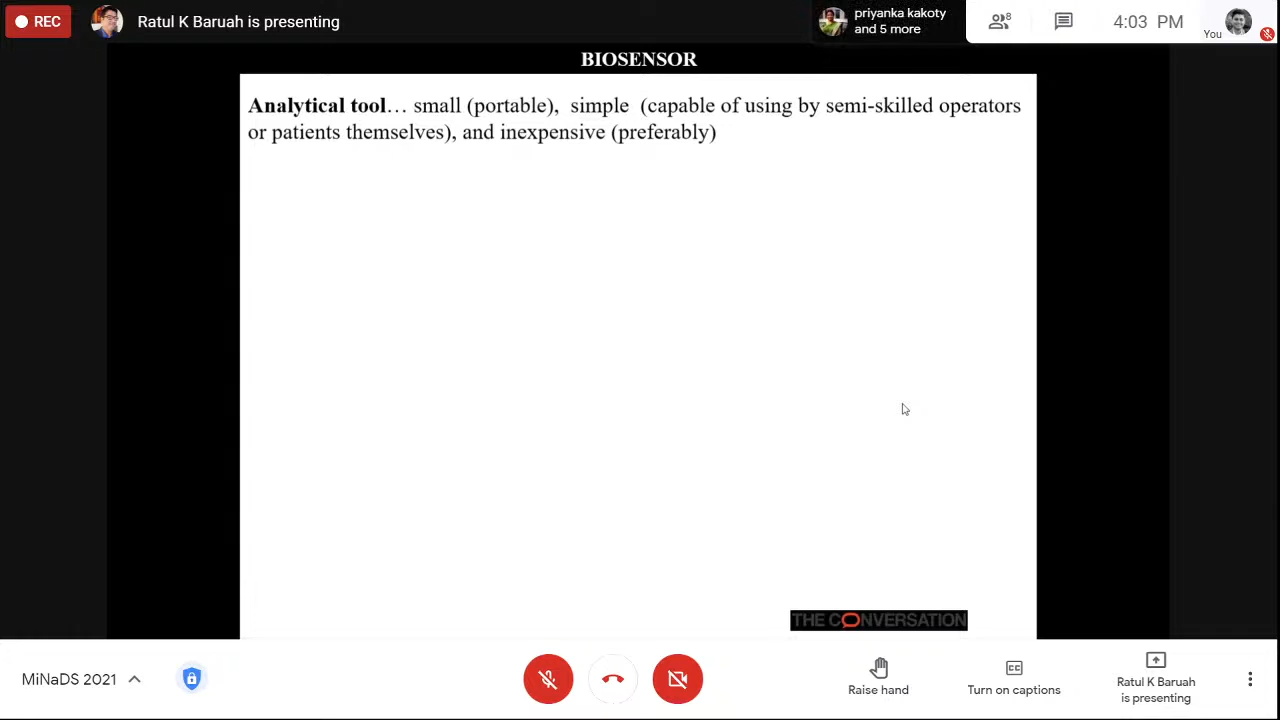 REC
Ratul K Baruah is presenting
priyanka kakoty
and 5 more
8
4:03 PM
You
BIOSENSOR
Analytical tool… small (portable), simple (capable of using by semi-skilled operators
or patients themselves), and inexpensive (preferably)
THE CONVERSATION
MiNaDS 2021
Raise hand
CC
Turn on captions
Ratul K Baruah
is presenting